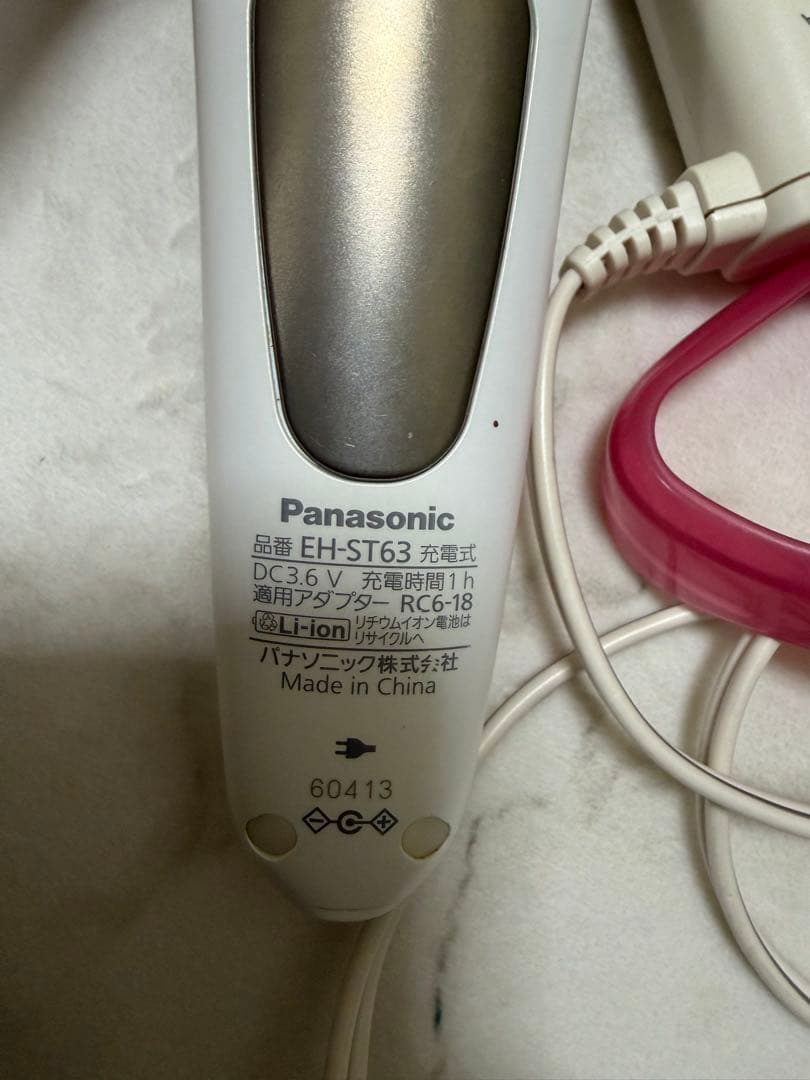 Panasonic
品番 EH-ST63 充電式
DC3.6 V 充電時間1h
適用アダプター RC6-18
Li-ion リチウムイオン電池は
リサイクルへ
パナソニック株式会社
Made in China
60413